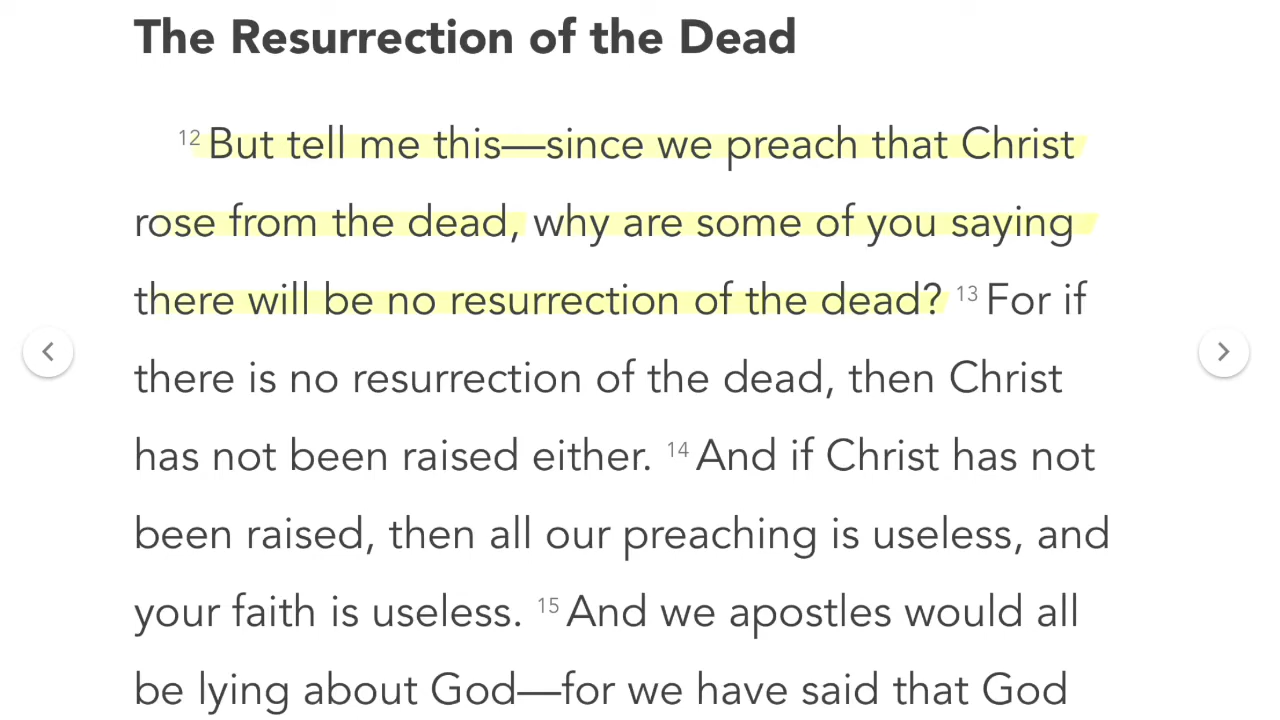 The Resurrection of the Dead
12 But tell me this—since we preach that Christ
rose from the dead, why are some of you saying
there will be no resurrection of the dead? 13 For if
there is no resurrection of the dead, then Christ
has not been raised either. 14 And if Christ has not
been raised, then all our preaching is useless, and
your faith is useless. 15 And we apostles would all
be lying about God—for we have said that God